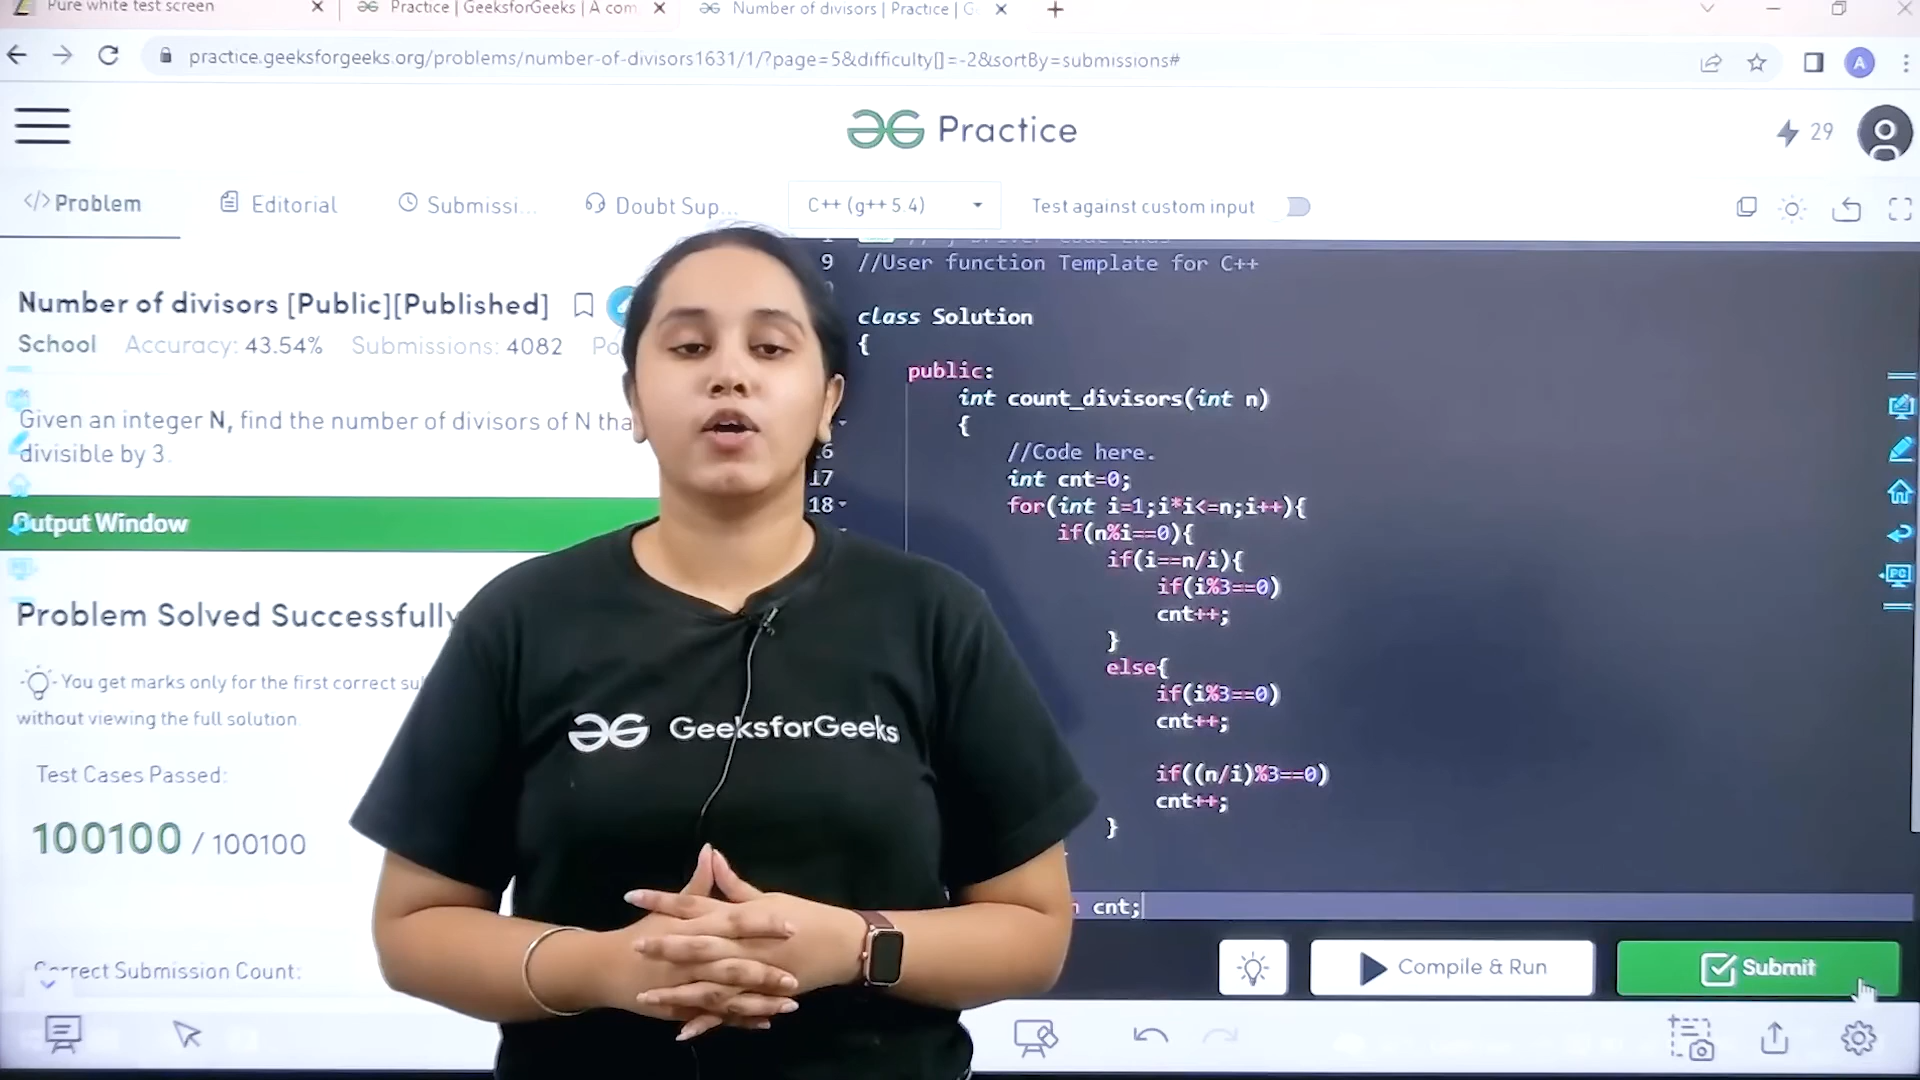 Pure white test screen
Practice | GeeksforGeeks | A com
Number of divisors | Practice | G
practice.geeksforgeeks.org/problems/number-of-divisors1631/1/?page=5&difficulty[]=-2&sortBy=submissions#
A
Practice
29
</> Problem
Editorial
Submissi...
Doubt Sup...
C++ (g++ 5.4)
Test against custom input
Number of divisors [Public][Published]
School Accuracy: 43.54% Submissions: 4082 Po
Given an integer N, find the number of divisors of N tha
divisible by 3.
Output Window
Problem Solved Successfully
You get marks only for the first correct su
without viewing the full solution.
Test Cases Passed:
100100 / 100100
Correct Submission Count:
9 //User function Template for C++
class Solution
{
public:
int count_divisors(int n)
{
//Code here.
17 int cnt=0;
18 for(int i=1;i*i<=n;i++){
if(n%i==0){
if(i==n/i){
if(i%3==0)
cnt++;
}
else{
if(i%3==0)
cnt++;
if((n/i)%3==0)
cnt++;
}
cnt;
Compile & Run
Submit
GeeksforGeeks
PC